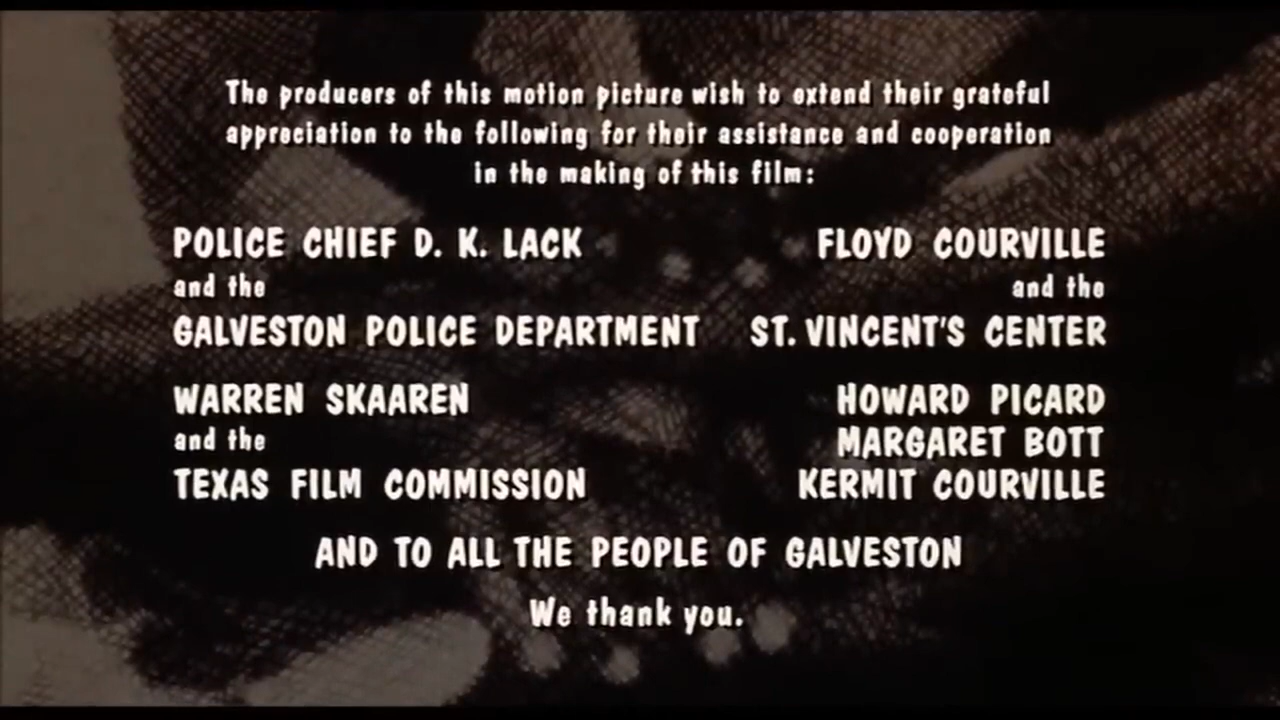 The producers of this motion picture wish to extend their grateful
appreciation to the following for their assistance and cooperation
in the making of this film:
POLICE CHIEF D. K. LACK
and the
GALVESTON POLICE DEPARTMENT
FLOYD COURVILLE
and the
ST. VINCENT'S CENTER
WARREN SKAAREN
and the
TEXAS FILM COMMISSION
HOWARD PICARD
MARGARET BOTT
KERMIT COURVILLE
AND TO ALL THE PEOPLE OF GALVESTON
We thank you.